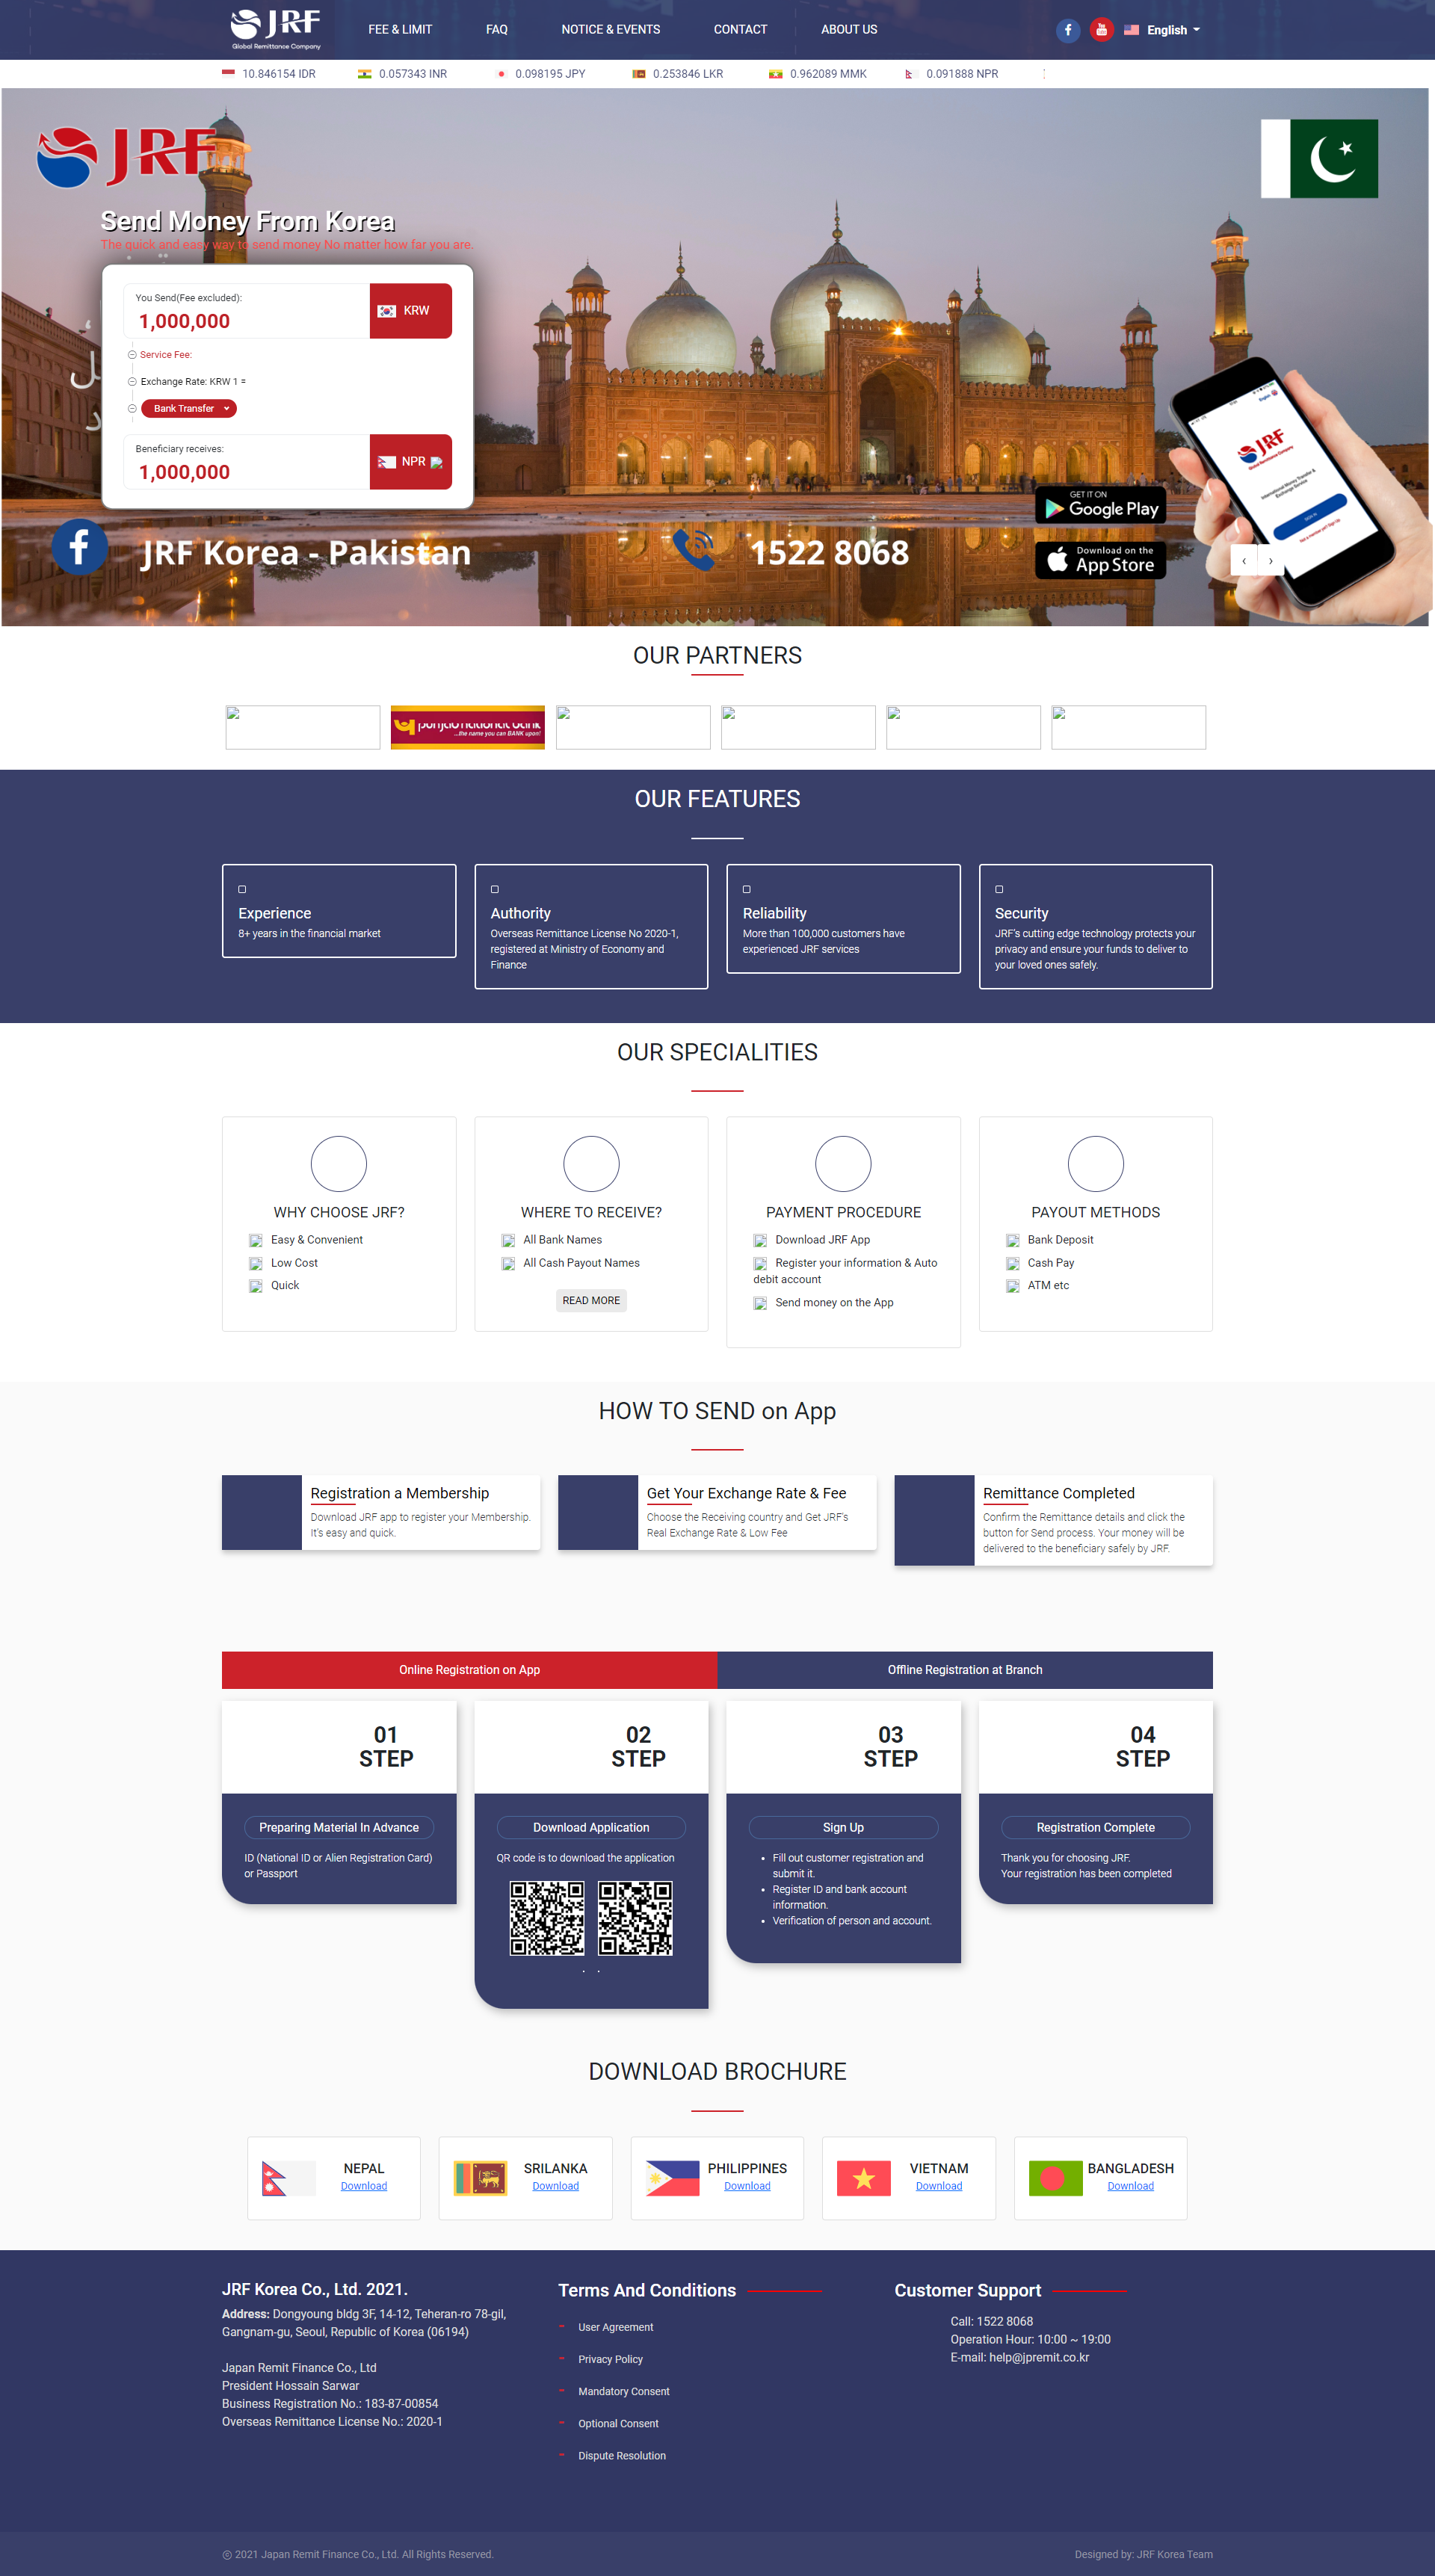 JRF
Global Remittance Company
FEE & LIMIT
FAQ
NOTICE & EVENTS
CONTACT
ABOUT US
English
10.846154 IDR
0.057343 INR
0.098195 JPY
0.253846 LKR
0.962089 MMK
0.091888 NPR
JRF
Send Money From Korea
The quick and easy way to send money No matter how far you are.
You Send(Fee excluded):
1,000,000
KRW
Service Fee:
Exchange Rate: KRW 1 =
Bank Transfer
Beneficiary receives:
1,000,000
NPR
JRF Korea - Pakistan
1522 8068
GET IT ON
Google Play
Download on the
App Store
English
JRF
Global Remittance Company
International Money Transfer &
Exchange Service
‹ ›
OUR PARTNERS
punjab national bank
...the name you can BANK upon!
OUR FEATURES
Experience
8+ years in the financial market
Authority
Overseas Remittance License No 2020-1,
registered at Ministry of Economy and
Finance
Reliability
More than 100,000 customers have
experienced JRF services
Security
JRF's cutting edge technology protects your
privacy and ensure your funds to deliver to
your loved ones safely.
OUR SPECIALITIES
WHY CHOOSE JRF?
Easy & Convenient
Low Cost
Quick
WHERE TO RECEIVE?
All Bank Names
All Cash Payout Names
READ MORE
PAYMENT PROCEDURE
Download JRF App
Register your information & Auto
debit account
Send money on the App
PAYOUT METHODS
Bank Deposit
Cash Pay
ATM etc
HOW TO SEND on App
Registration a Membership
Download JRF app to register your Membership.
It's easy and quick.
Get Your Exchange Rate & Fee
Choose the Receiving country and Get JRF's
Real Exchange Rate & Low Fee
Remittance Completed
Confirm the Remittance details and click the
button for Send process. Your money will be
delivered to the beneficiary safely by JRF.
Online Registration on App
Offline Registration at Branch
01
STEP
Preparing Material In Advance
ID (National ID or Alien Registration Card)
or Passport
02
STEP
Download Application
QR code is to download the application
03
STEP
Sign Up
• Fill out customer registration and
submit it.
• Register ID and bank account
information.
• Verification of person and account.
04
STEP
Registration Complete
Thank you for choosing JRF.
Your registration has been completed
DOWNLOAD BROCHURE
NEPAL
Download
SRILANKA
Download
PHILIPPINES
Download
VIETNAM
Download
BANGLADESH
Download
JRF Korea Co., Ltd. 2021.
Address: Dongyoung bldg 3F, 14-12, Teheran-ro 78-gil,
Gangnam-gu, Seoul, Republic of Korea (06194)
Japan Remit Finance Co., Ltd
President Hossain Sarwar
Business Registration No.: 183-87-00854
Overseas Remittance License No.: 2020-1
Terms And Conditions
- User Agreement
- Privacy Policy
- Mandatory Consent
- Optional Consent
- Dispute Resolution
Customer Support
Call: 1522 8068
Operation Hour: 10:00 ~ 19:00
E-mail: help@jpremit.co.kr
© 2021 Japan Remit Finance Co., Ltd. All Rights Reserved.
Designed by: JRF Korea Team